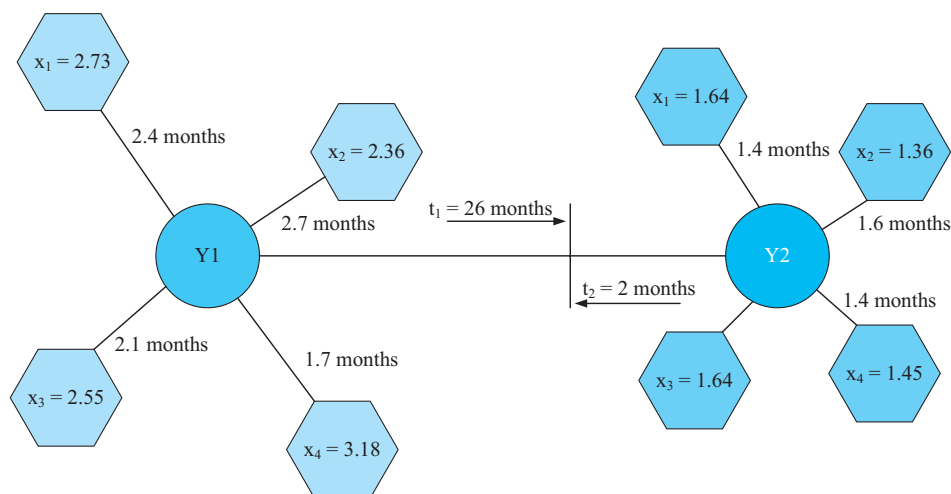 x₁ = 2.73
2.4 months
x₂ = 2.36
2.7 months
Y1
2.1 months
x₃ = 2.55
1.7 months
x₄ = 3.18
t₁ = 26 months
t₂ = 2 months
x₁ = 1.64
1.4 months
x₂ = 1.36
1.6 months
Y2
1.4 months
x₃ = 1.64
x₄ = 1.45